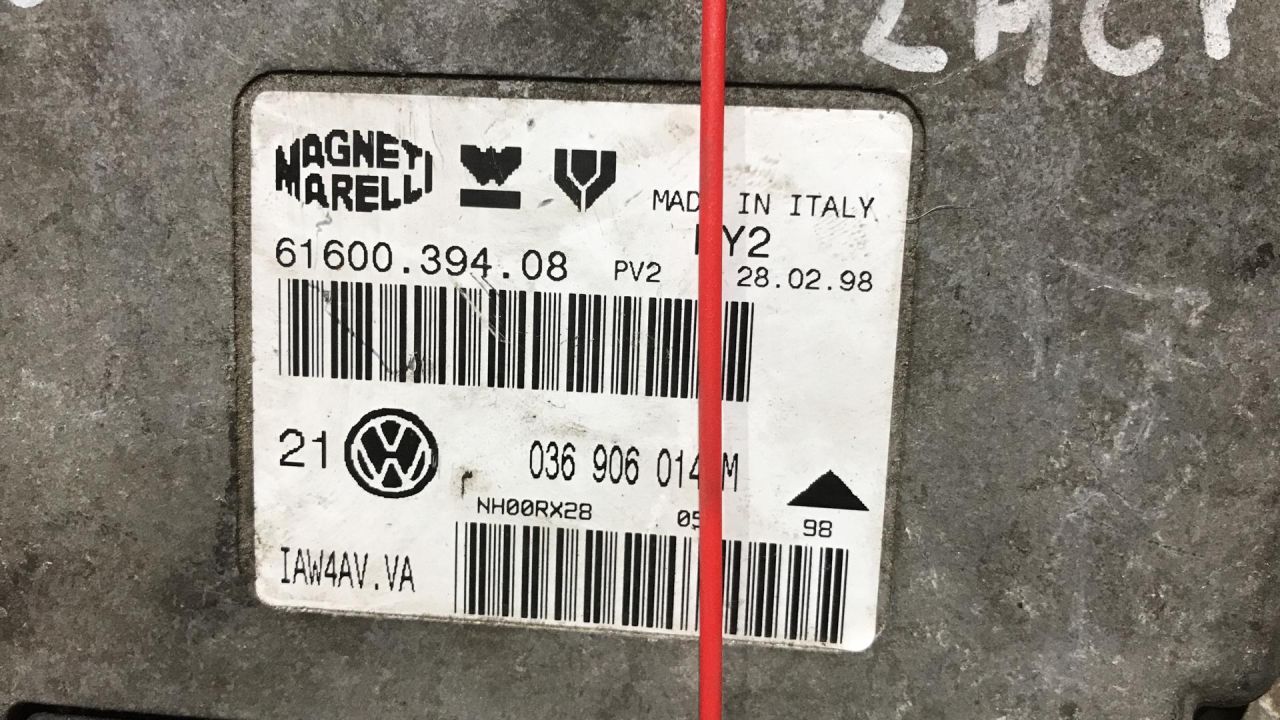 MAGNETI
MARELLI
IN ITALY
61600.394.08 PV2 28.02.98
21 036 906 014 M
NH00RX28 98
IAW4AV.VA